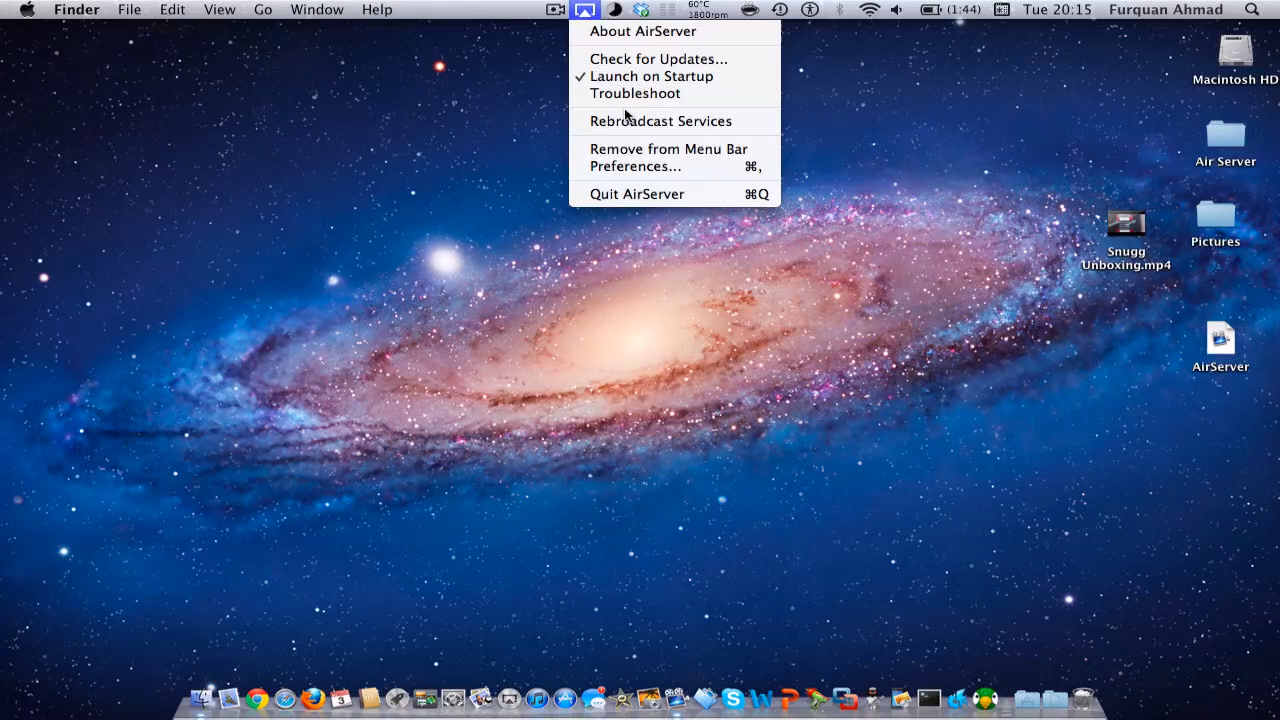 Finder File Edit View Go Window Help 60°C 1800rpm (1:44) Tue 20:15 Furquan Ahmad
About AirServer
Check for Updates...
✓ Launch on Startup
Troubleshoot
Rebroadcast Services
Remove from Menu Bar
Preferences... ⌘,
Quit AirServer ⌘Q
Macintosh HD
Air Server
Pictures
Snugg
Unboxing.mp4
AirServer
3